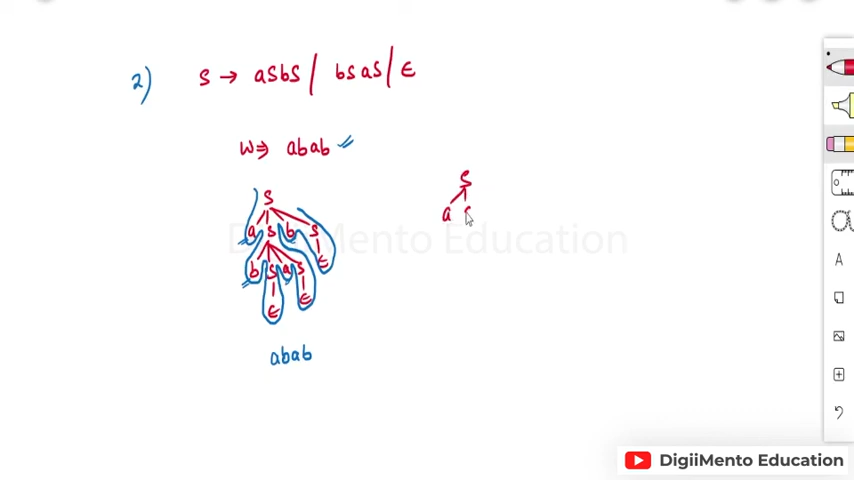 2) S → aSbS / bSaS / ε
W ⇒ abab
S
S
a S b S
a S
b S a S ε
ε ε
abab
DigiiMento Education
DigiiMento Education